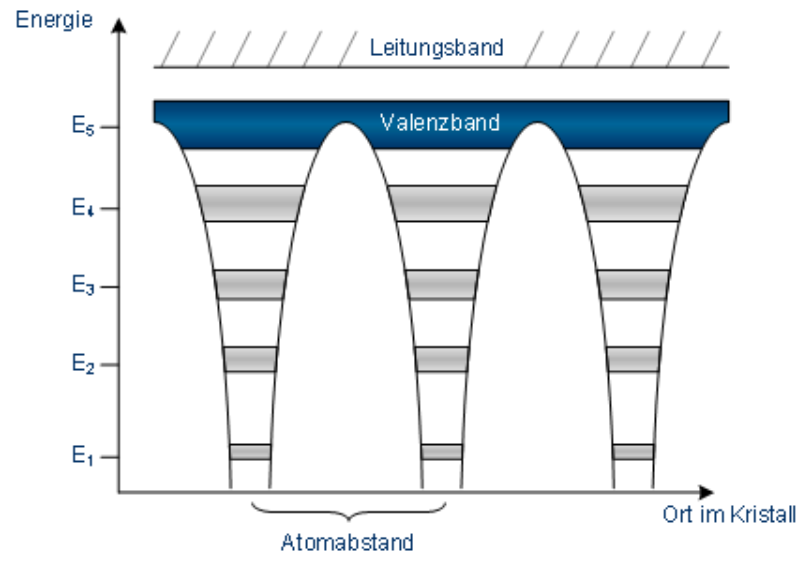 Energie
Leitungsband
Valenzband
E5
E4
E3
E2
E1
Ort im Kristall
Atomabstand